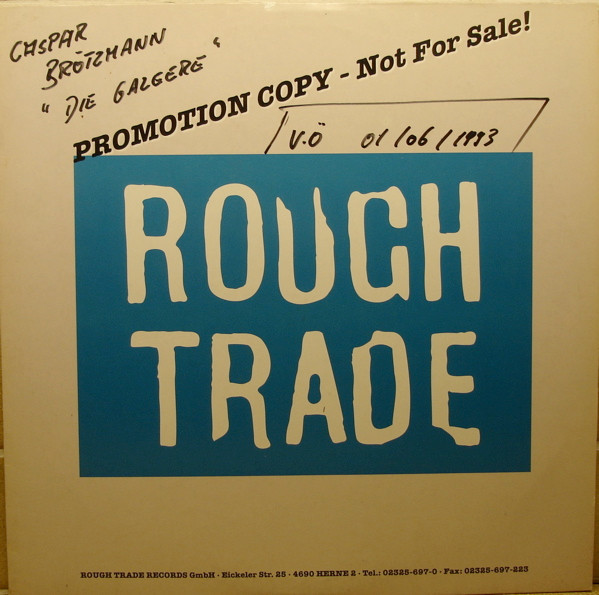 CASPAR
BRÖTZMANN
"DIE GALGERE"
PROMOTION COPY - Not For Sale!
V.Ö 01/06/1993
ROUGH
TRADE
ROUGH TRADE RECORDS GmbH · Eickeler Str. 25 · 4690 HERNE 2 · Tel.: 02325-697-0 · Fax: 02325-697-223